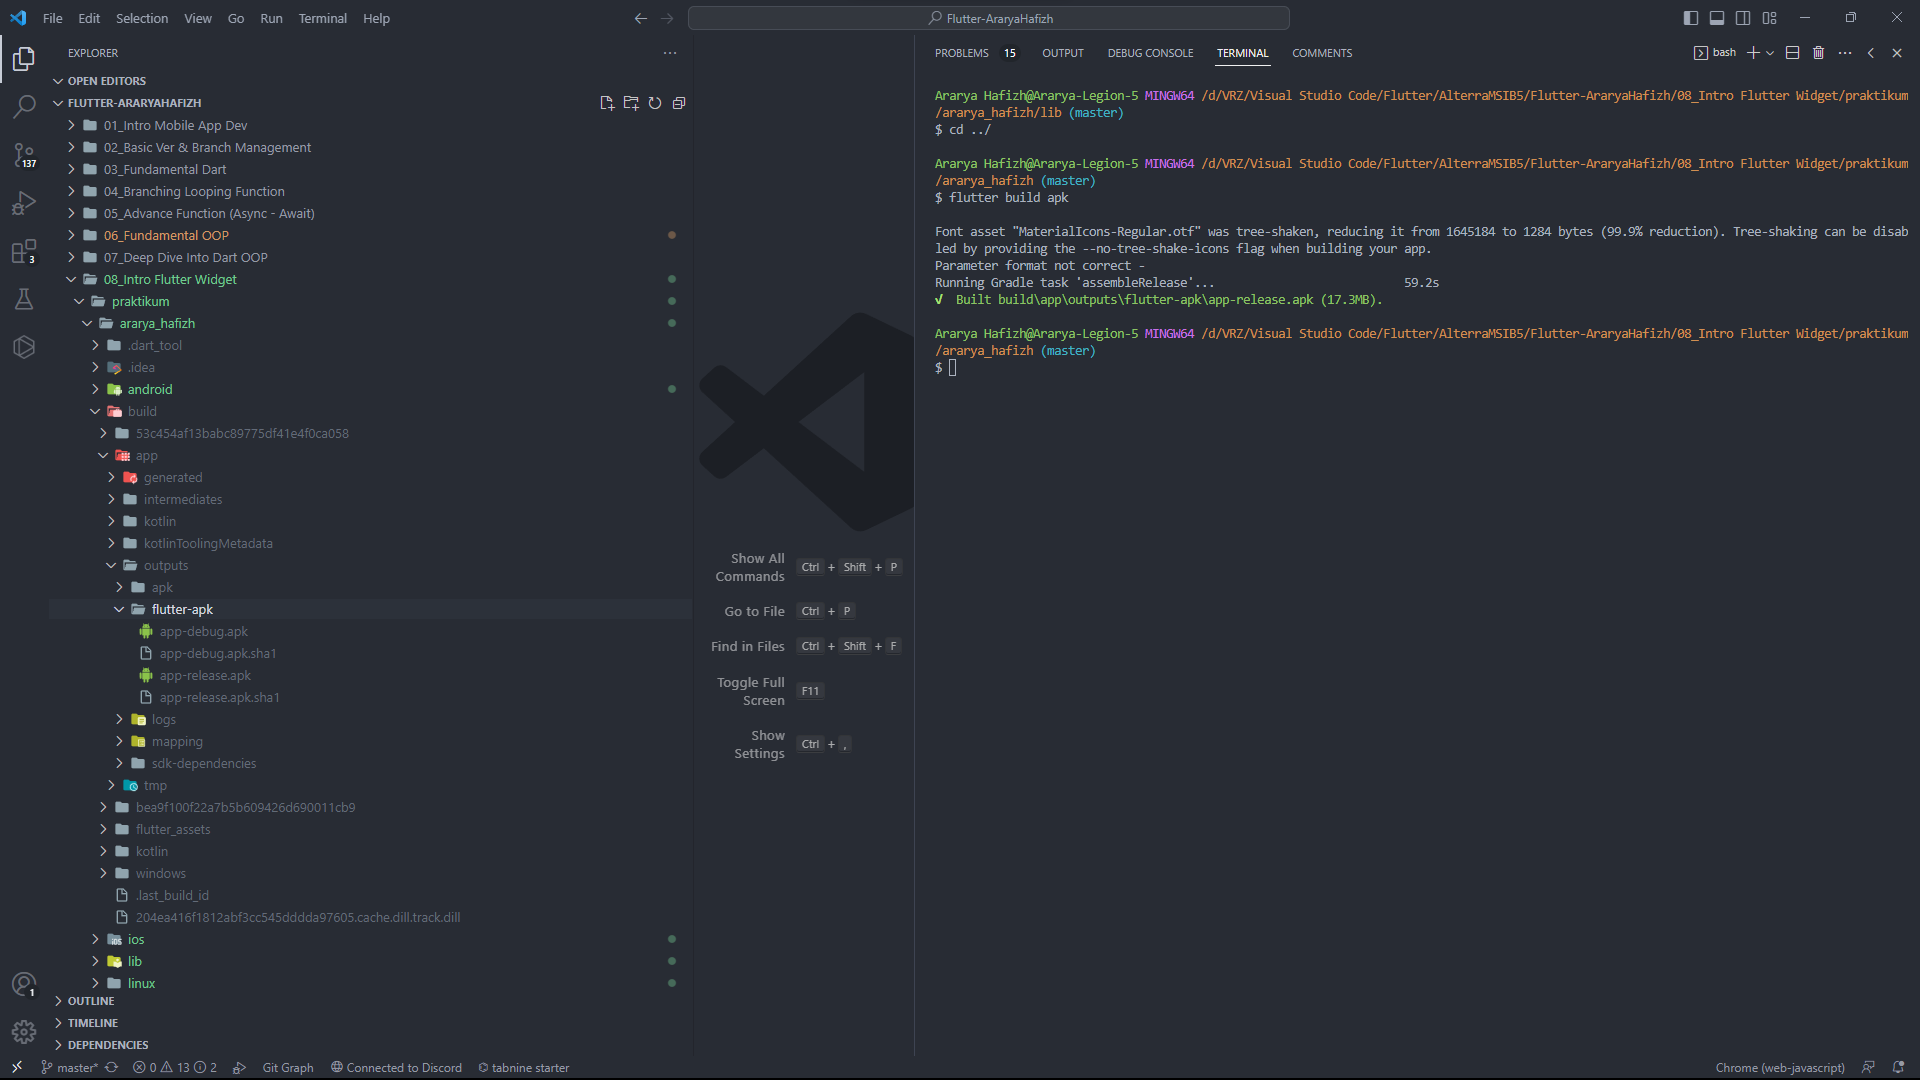 File Edit Selection View Go Run Terminal Help
Flutter-AraryaHafizh
EXPLORER
OPEN EDITORS
FLUTTER-ARARYAHAFIZH
01_Intro Mobile App Dev
02_Basic Ver & Branch Management
03_Fundamental Dart
04_Branching Looping Function
05_Advance Function (Async - Await)
06_Fundamental OOP
07_Deep Dive Into Dart OOP
08_Intro Flutter Widget
praktikum
ararya_hafizh
.dart_tool
.idea
android
build
53c454af13babc89775df41e4f0ca058
app
generated
intermediates
kotlin
kotlinToolingMetadata
outputs
apk
flutter-apk
app-debug.apk
app-debug.apk.sha1
app-release.apk
app-release.apk.sha1
logs
mapping
sdk-dependencies
tmp
bea9f100f22a7b5b609426d690011cb9
flutter_assets
kotlin
windows
.last_build_id
204ea416f1812abf3cc545dddda97605.cache.dill.track.dill
ios
lib
linux
OUTLINE
TIMELINE
DEPENDENCIES
137
3
1
Show All Commands Ctrl + Shift + P
Go to File Ctrl + P
Find in Files Ctrl + Shift + F
Toggle Full Screen F11
Show Settings Ctrl + ,
PROBLEMS 15 OUTPUT DEBUG CONSOLE TERMINAL COMMENTS
bash
Ararya Hafizh@Ararya-Legion-5 MINGW64 /d/VRZ/Visual Studio Code/Flutter/AlterraMSIB5/Flutter-AraryaHafizh/08_Intro Flutter Widget/praktikum
/ararya_hafizh/lib (master)
$ cd ../
Ararya Hafizh@Ararya-Legion-5 MINGW64 /d/VRZ/Visual Studio Code/Flutter/AlterraMSIB5/Flutter-AraryaHafizh/08_Intro Flutter Widget/praktikum
/ararya_hafizh (master)
$ flutter build apk
Font asset "MaterialIcons-Regular.otf" was tree-shaken, reducing it from 1645184 to 1284 bytes (99.9% reduction). Tree-shaking can be disab
led by providing the --no-tree-shake-icons flag when building your app.
Parameter format not correct -
Running Gradle task 'assembleRelease'... 59.2s
√ Built build\app\outputs\flutter-apk\app-release.apk (17.3MB).
Ararya Hafizh@Ararya-Legion-5 MINGW64 /d/VRZ/Visual Studio Code/Flutter/AlterraMSIB5/Flutter-AraryaHafizh/08_Intro Flutter Widget/praktikum
/ararya_hafizh (master)
$
master* 0 13 2 Git Graph Connected to Discord tabnine starter Chrome (web-javascript)